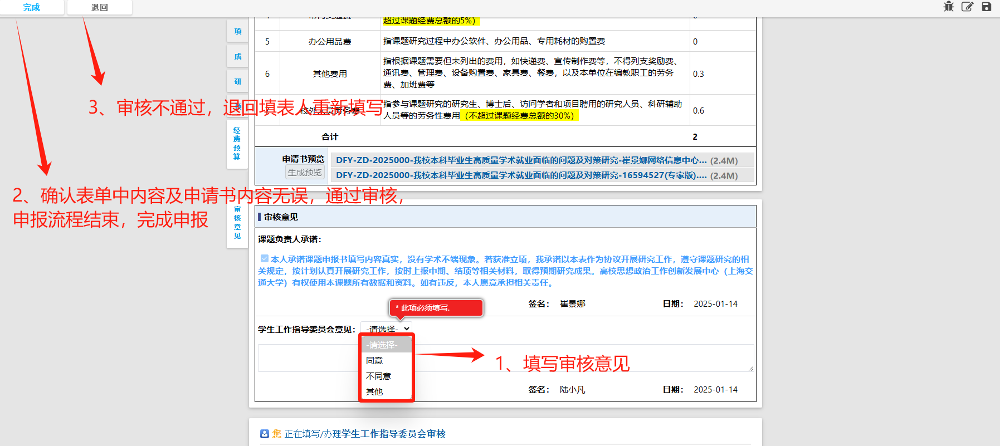 完成
退回
项
成
研
经费预算
审核意见
超过课题经费总额的5%）
5
办公用品费
指课题研究过程中办公软件、办公用品、专用耗材的购置费
0
6
其他费用
指根据课题需要但未列出的费用，如快递费、宣传制作费等，不得列支奖励费、
通讯费、管理费、设备购置费、家具费、餐费，以及本单位在编教职工的劳务
费、加班费等
0.3
校外人员劳务费
指参与课题研究的研究生、博士后、访问学者和项目聘用的研究人员、科研辅助
人员等的劳务性费用（不超过课题经费总额的30%）
0.6
合计
2
申请书预览
生成预览
DFY-ZD-2025000-我校本科毕业生高质量学术就业面临的问题及对策研究-崔景娜网络信息中心... (2.4M)
DFY-ZD-2025000-我校本科毕业生高质量学术就业面临的问题及对策研究-16594527(专家版).... (2.4M)
3、审核不通过，退回填表人重新填写
2、确认表单中内容及申请书内容无误，通过审核，
申报流程结束，完成申报
审核意见
课题负责人承诺：
本人承诺课题申报书填写内容真实，没有学术不端现象。若获准立项，我承诺以本表作为协议开展研究工作，遵守课题研究的相
关规定，按计划认真开展研究工作，按时上报中期、结项等相关材料，取得预期研究成果。高校思想政治工作创新发展中心（上海交
通大学）有权使用本课题所有数据和资料。如有违反，本人愿意承担相关责任。
签名： 崔景娜
日期： 2025-01-14
* 此项必须填写.
学生工作指导委员会意见：
-请选择-
-请选择-
同意
不同意
其他
1、填写审核意见
签名： 陆小凡
日期： 2025-01-14
您 正在填写/办理学生工作指导委员会审核